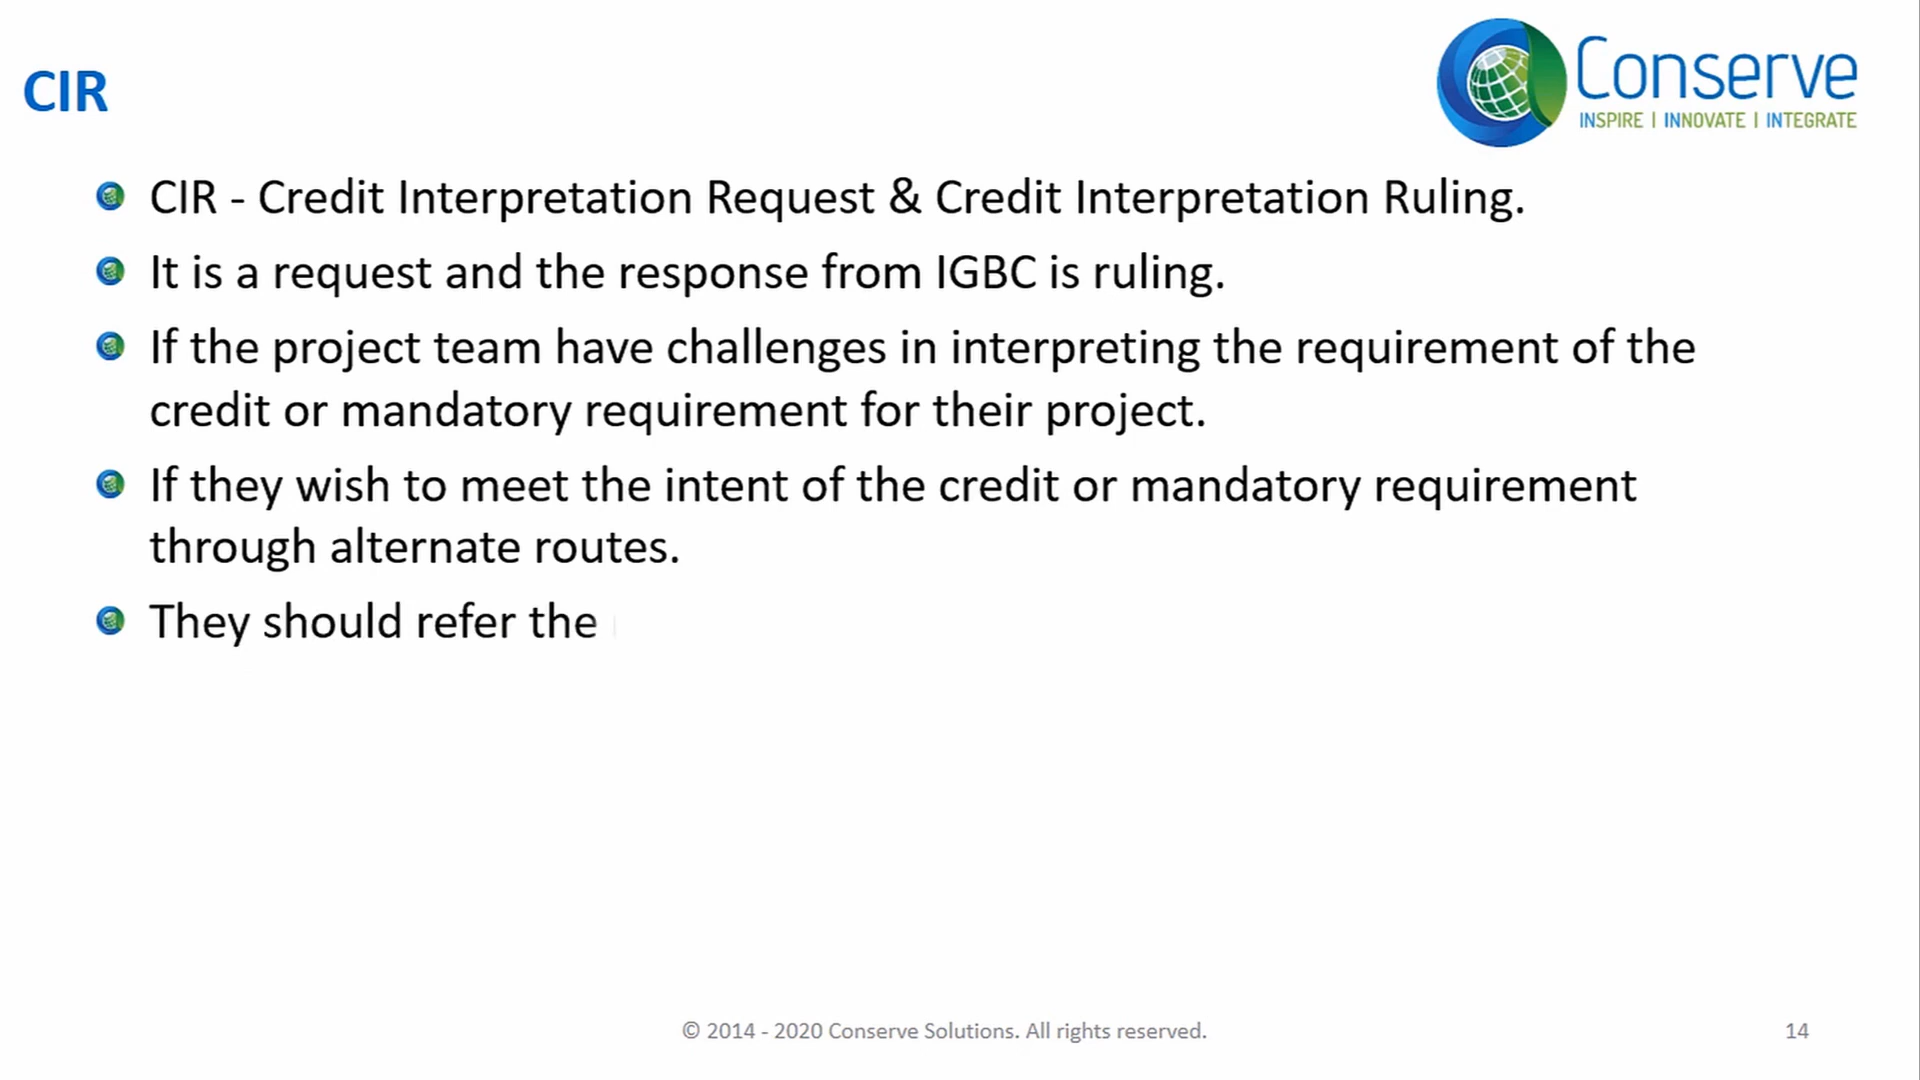 CIR
Conserve
INSPIRE | INNOVATE | INTEGRATE
CIR - Credit Interpretation Request & Credit Interpretation Ruling.
It is a request and the response from IGBC is ruling.
If the project team have challenges in interpreting the requirement of the
credit or mandatory requirement for their project.
If they wish to meet the intent of the credit or mandatory requirement
through alternate routes.
They should refer the
© 2014 - 2020 Conserve Solutions. All rights reserved.
14